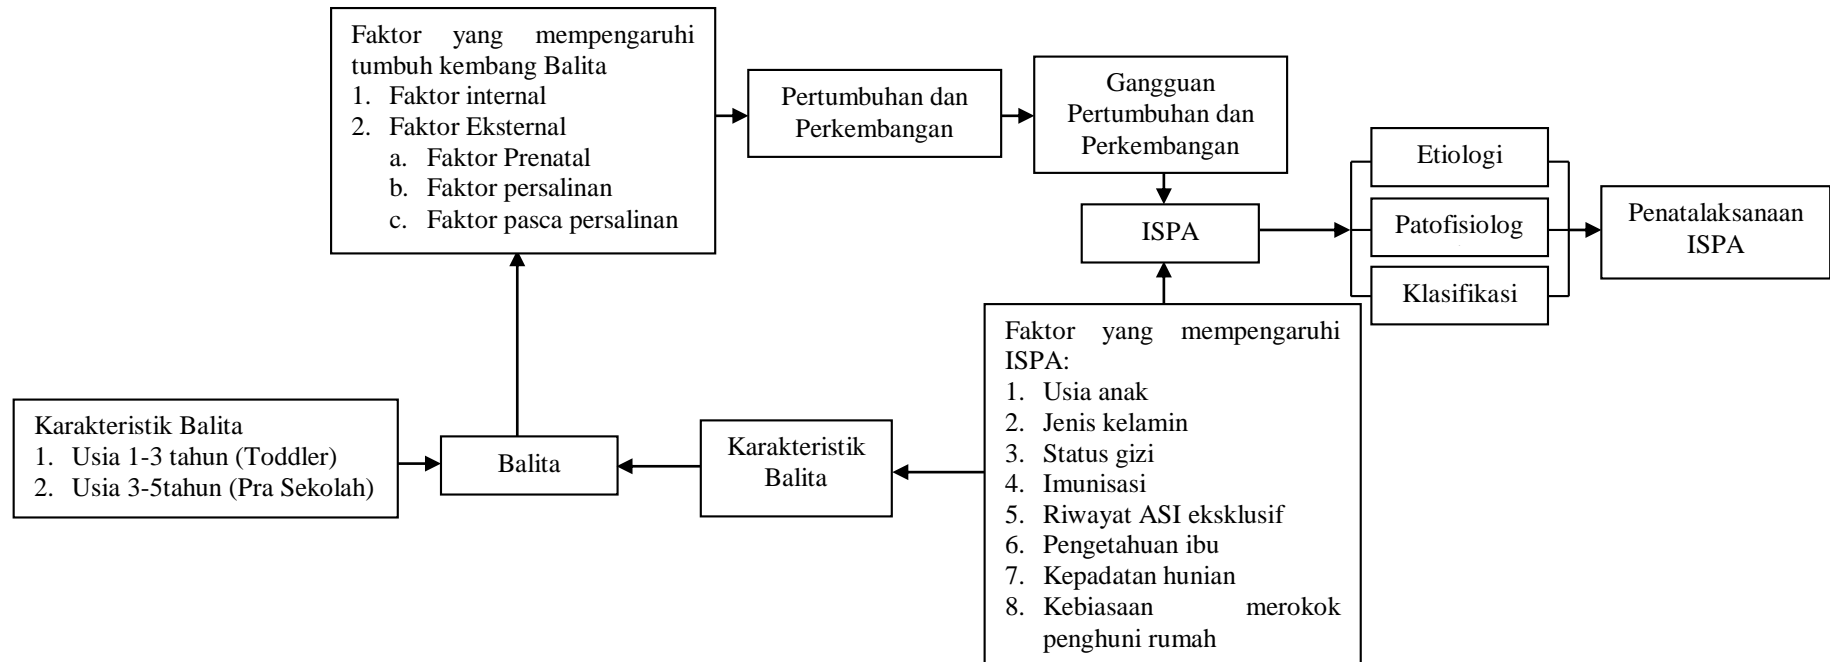 Faktor yang mempengaruhi
tumbuh kembang Balita
1. Faktor internal
2. Faktor Eksternal
a. Faktor Prenatal
b. Faktor persalinan
c. Faktor pasca persalinan
Pertumbuhan dan
Perkembangan
Gangguan
Pertumbuhan dan
Perkembangan
ISPA
Etiologi
Patofisiolog
Klasifikasi
Penatalaksanaan
ISPA
Karakteristik Balita
1. Usia 1-3 tahun (Toddler)
2. Usia 3-5tahun (Pra Sekolah)
Balita
Karakteristik
Balita
Faktor yang mempengaruhi
ISPA:
1. Usia anak
2. Jenis kelamin
3. Status gizi
4. Imunisasi
5. Riwayat ASI eksklusif
6. Pengetahuan ibu
7. Kepadatan hunian
8. Kebiasaan merokok
penghuni rumah